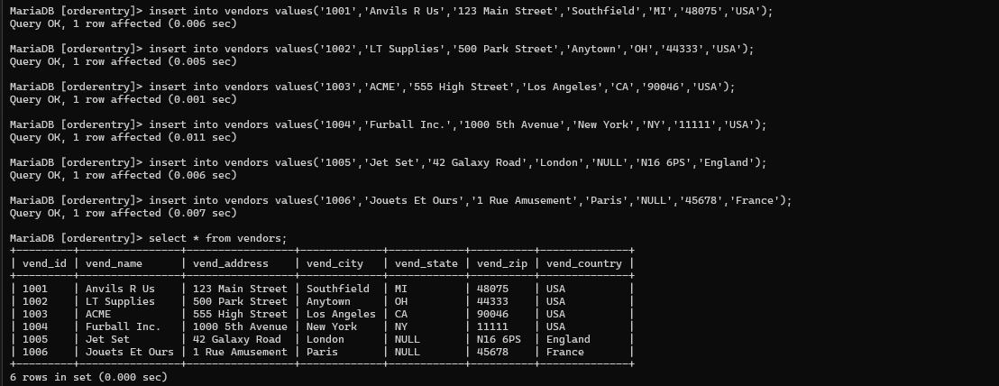 MariaDB [orderentry]> insert into vendors values('1001','Anvils R Us','123 Main Street','Southfield','MI','48075','USA');
Query OK, 1 row affected (0.006 sec)
MariaDB [orderentry]> insert into vendors values('1002','LT Supplies','500 Park Street','Anytown','OH','44333','USA');
Query OK, 1 row affected (0.005 sec)
MariaDB [orderentry]> insert into vendors values('1003','ACME','555 High Street','Los Angeles','CA','90046','USA');
Query OK, 1 row affected (0.001 sec)
MariaDB [orderentry]> insert into vendors values('1004','Furball Inc.','1000 5th Avenue','New York','NY','11111','USA');
Query OK, 1 row affected (0.011 sec)
MariaDB [orderentry]> insert into vendors values('1005','Jet Set','42 Galaxy Road','London','NULL','N16 6PS','England');
Query OK, 1 row affected (0.006 sec)
MariaDB [orderentry]> insert into vendors values('1006','Jouets Et Ours','1 Rue Amusement','Paris','NULL','45678','France');
Query OK, 1 row affected (0.007 sec)
MariaDB [orderentry]> select * from vendors;
+---------+----------------+-----------------+-------------+------------+----------+--------------+
| vend_id | vend_name      | vend_address    | vend_city   | vend_state | vend_zip | vend_country |
+---------+----------------+-----------------+-------------+------------+----------+--------------+
| 1001    | Anvils R Us    | 123 Main Street | Southfield  | MI         | 48075    | USA          |
| 1002    | LT Supplies    | 500 Park Street | Anytown     | OH         | 44333    | USA          |
| 1003    | ACME           | 555 High Street | Los Angeles | CA         | 90046    | USA          |
| 1004    | Furball Inc.   | 1000 5th Avenue | New York    | NY         | 11111    | USA          |
| 1005    | Jet Set        | 42 Galaxy Road  | London      | NULL       | N16 6PS  | England      |
| 1006    | Jouets Et Ours | 1 Rue Amusement | Paris       | NULL       | 45678    | France       |
+---------+----------------+-----------------+-------------+------------+----------+--------------+
6 rows in set (0.000 sec)